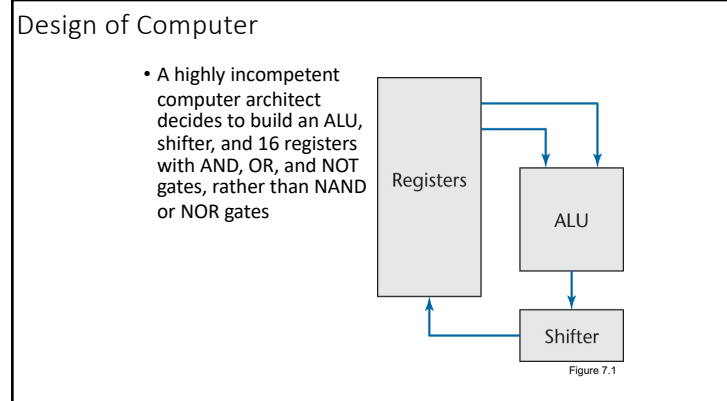 Design of Computer
• A highly incompetent
computer architect
decides to build an ALU,
shifter, and 16 registers
with AND, OR, and NOT
gates, rather than NAND
or NOR gates
Registers
ALU
Shifter
Figure 7.1